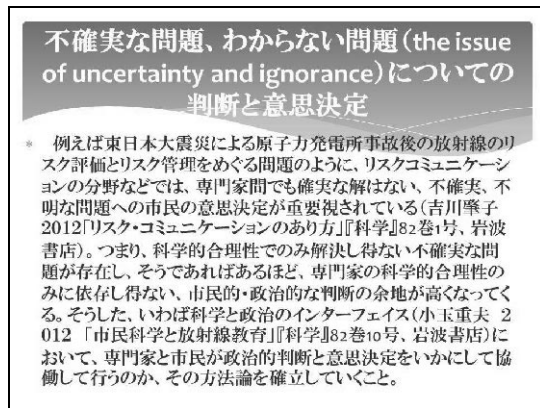 不確実な問題、わからない問題(the issue
of uncertainty and ignorance)についての
判断と意思決定
* 例えば東日本大震災による原子力発電所事故後の放射線のリ
スク評価とリスク管理をめぐる問題のように、リスクコミュニケーシ
ョンの分野などでは、専門家間でも確実な解はない、不確実、不
明な問題への市民の意思決定が重要視されている(吉川肇子
2012「リスク・コミュニケーションのあり方」『科学』82巻1号、岩波
書店)。つまり、科学的合理性でのみ解決し得ない不確実な問
題が存在し、そうであればあるほど、専門家の科学的合理性の
みに依存し得ない、市民的・政治的な判断の余地が高くなってく
る。そうした、いわば科学と政治のインターフェイス(小玉重夫 2
012 「市民科学と放射線教育」『科学』82巻10号、岩波書店)に
おいて、専門家と市民が政治的判断と意思決定をいかにして協
働して行うのか、その方法論を確立していくこと。